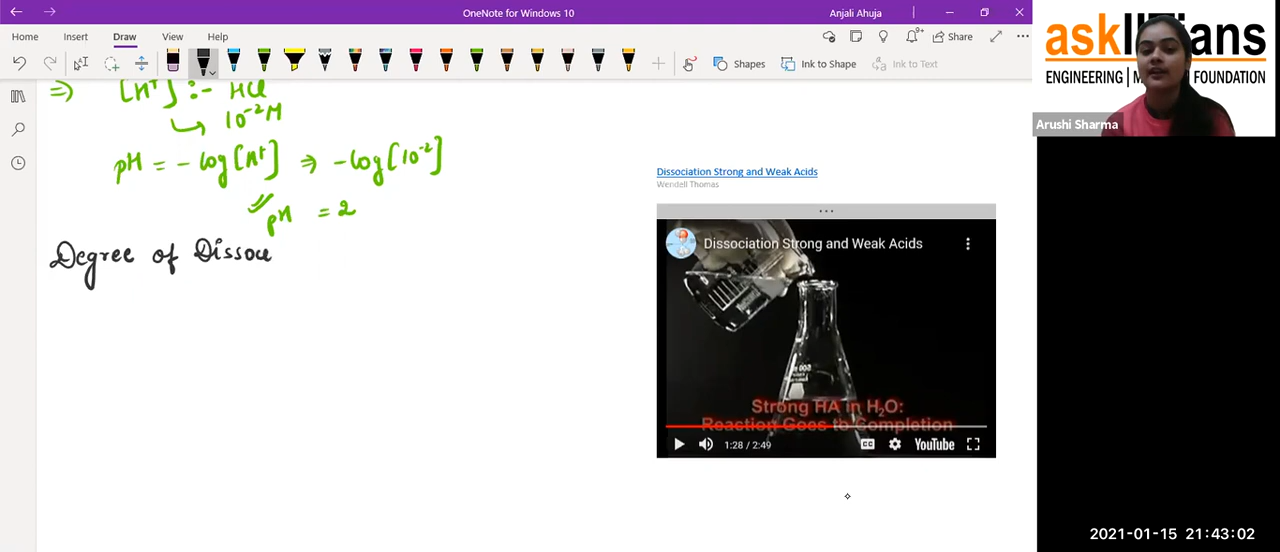 OneNote for Windows 10
Anjali Ahuja
Home Insert Draw View Help
Share
Shapes Ink to Shape Ink to Text
⇒ [H⁺] :- HCl
10⁻²M
pH = - log[H⁺] ⇒ - log[10⁻²]
pH = 2
Degree of Dissoci
Dissociation Strong and Weak Acids
Wendell Thomas
Dissociation Strong and Weak Acids
Strong HA in H₂O:
Reaction Goes to Completion
1:28 / 2:49
CC
YouTube
ENGINEERING | FOUNDATION
Arushi Sharma
2021-01-15 21:43:02